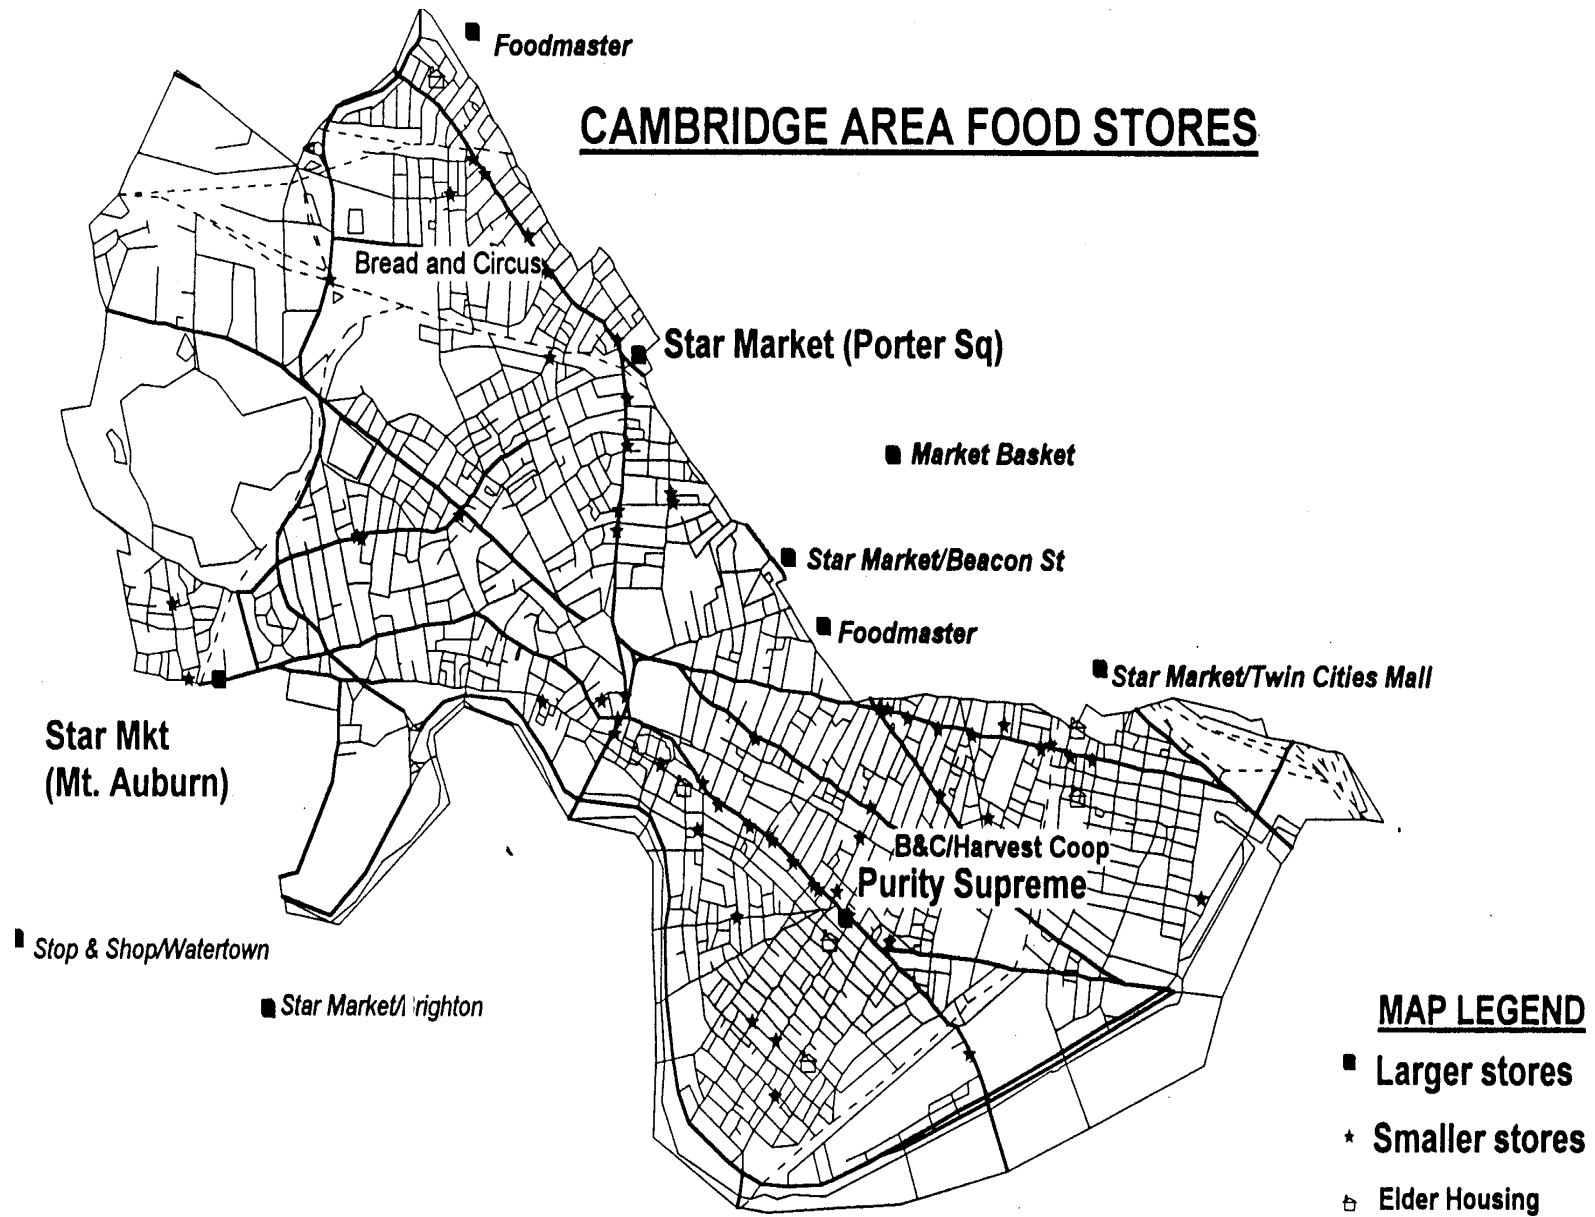 Foodmaster
CAMBRIDGE AREA FOOD STORES
Bread and Circus
Star Market (Porter Sq)
Market Basket
Star Market/Beacon St
Foodmaster
Star Market/Twin Cities Mall
Star Mkt
(Mt. Auburn)
B&C/Harvest Coop
Purity Supreme
Stop & Shop/Watertown
Star Market/ righton
MAP LEGEND
Larger stores
Smaller stores
Elder Housing